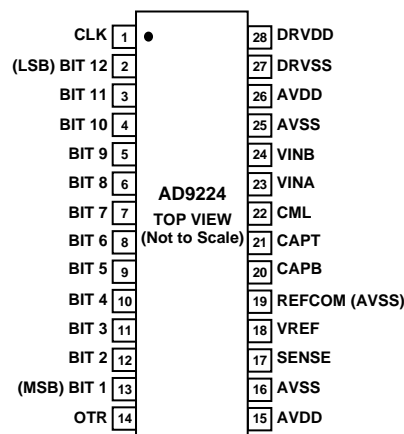 CLK 1 28 DRVDD
(LSB) BIT 12 2 27 DRVSS
BIT 11 3 26 AVDD
BIT 10 4 25 AVSS
BIT 9 5 24 VINB
BIT 8 6 23 VINA
BIT 7 7 22 CML
BIT 6 8 21 CAPT
BIT 5 9 20 CAPB
BIT 4 10 19 REFCOM (AVSS)
BIT 3 11 18 VREF
BIT 2 12 17 SENSE
(MSB) BIT 1 13 16 AVSS
OTR 14 15 AVDD
AD9224
TOP VIEW
(Not to Scale)